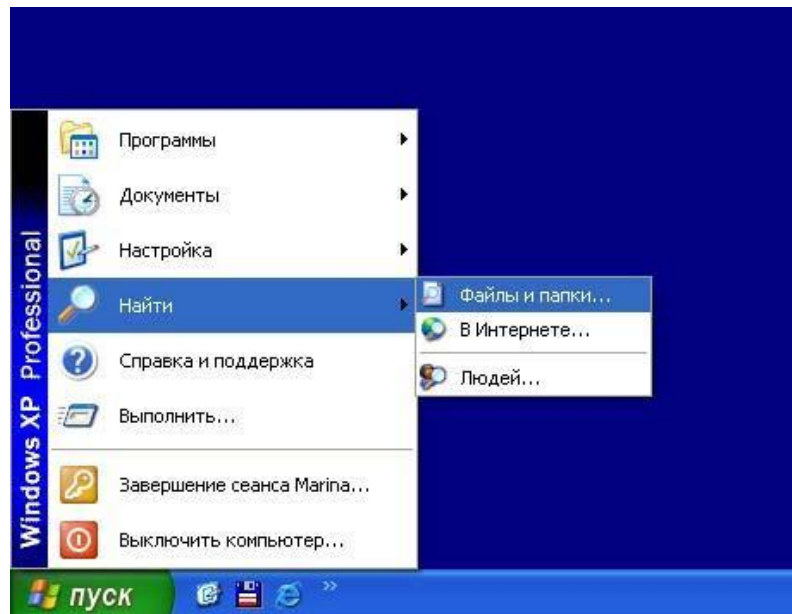 Программы
Документы
Настройка
Найти
Файлы и папки...
В Интернете...
Людей...
Справка и поддержка
Выполнить...
Завершение сеанса Marina...
Выключить компьютер...
Windows XP Professional
пуск